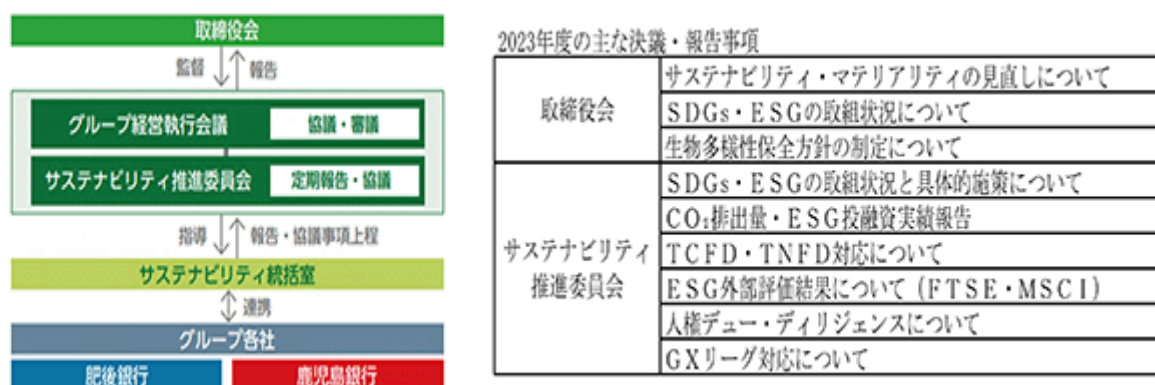 取締役会
監督 報告
グループ経営執行会議 協議・審議
サステナビリティ推進委員会 定期報告・協議
指導 報告・協議事項上程
サステナビリティ統括室
連携
グループ各社
肥後銀行 鹿児島銀行
2023年度の主な決議・報告事項
取締役会
サステナビリティ・マテリアリティの見直しについて
SDGs・ESGの取組状況について
生物多様性保全方針の制定について
サステナビリティ
推進委員会
SDGs・ESGの取組状況と具体的施策について
CO₂排出量・ESG投融資実績報告
TCFD・TNFD対応について
ESG外部評価結果について（FTSE・MSCI）
人権デュー・ディリジェンスについて
GXリーグ対応について